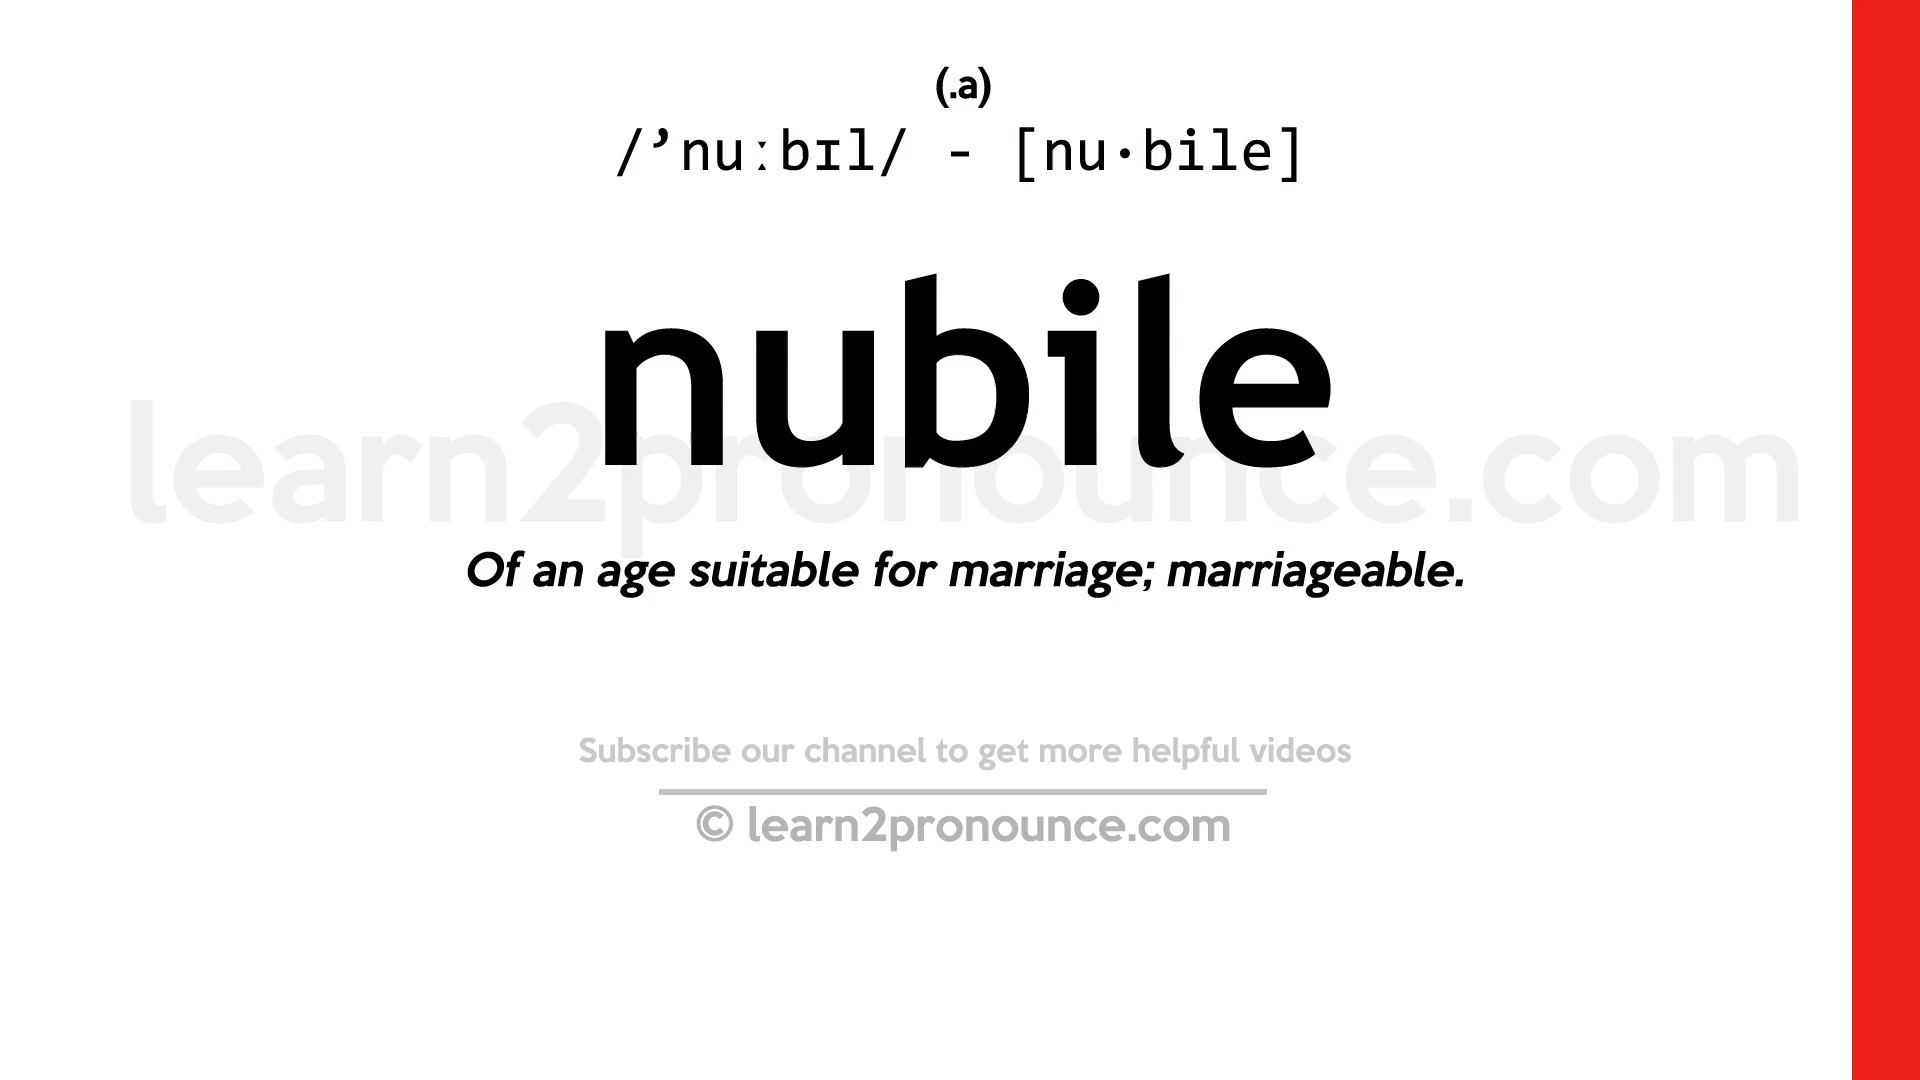 (.a)
/’nuːbɪl/ - [nu·bile]
nubile
learn2pronounce.com
Of an age suitable for marriage; marriageable.
Subscribe our channel to get more helpful videos
© learn2pronounce.com